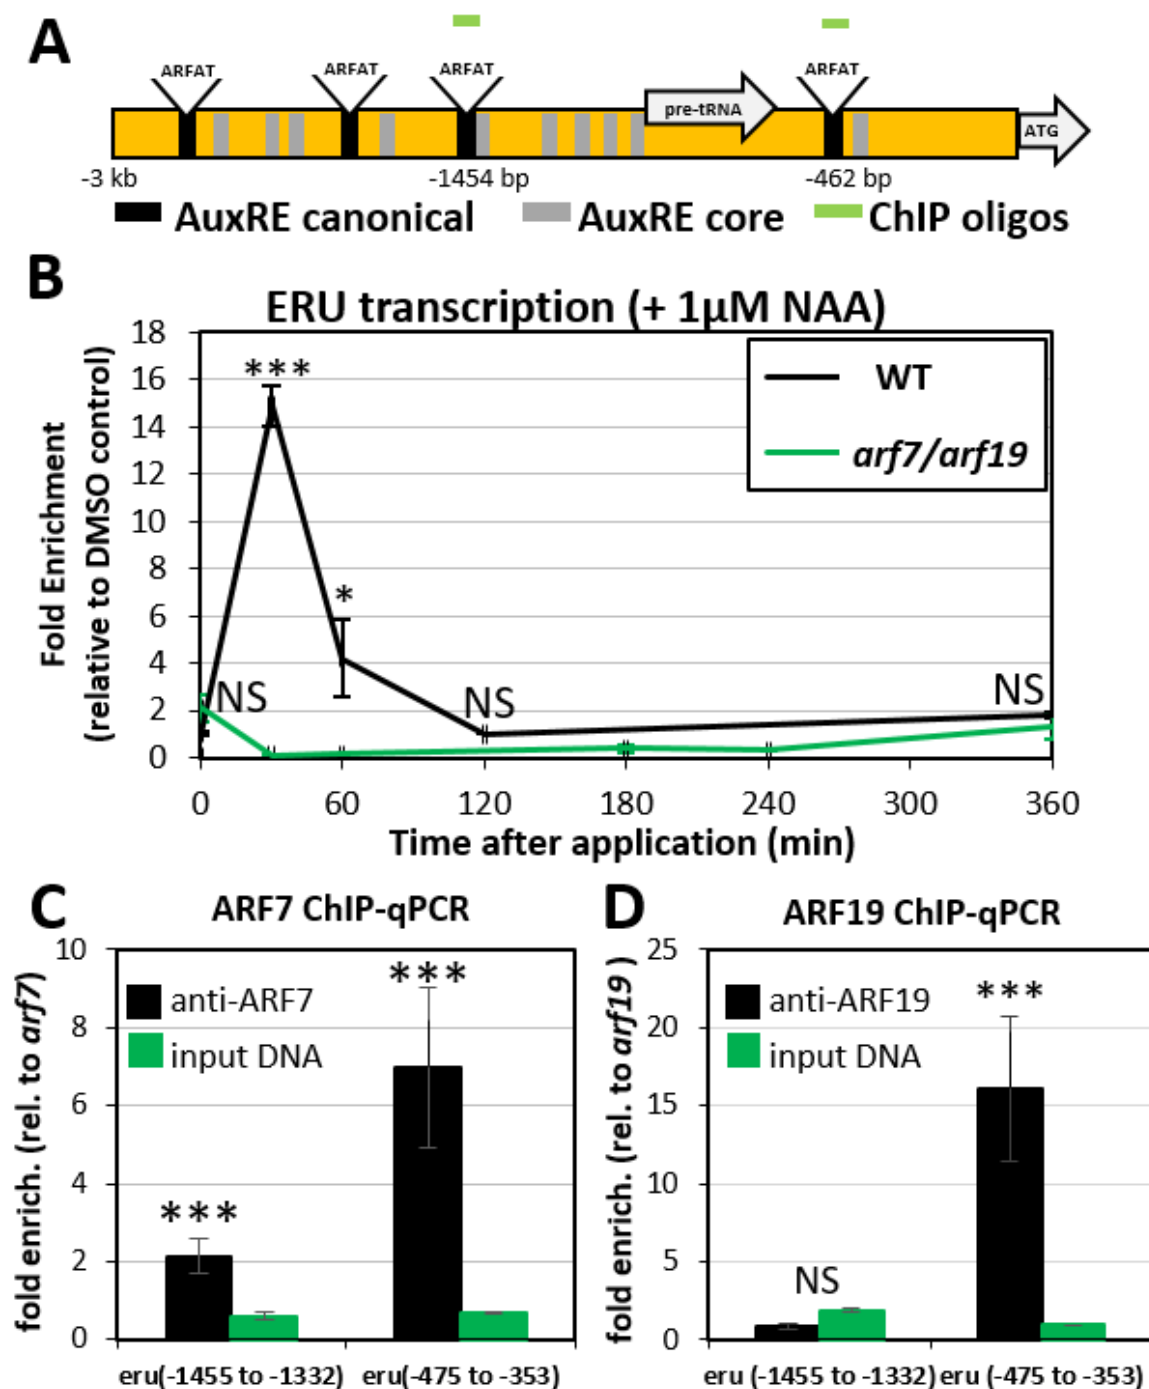 A
ARFAT ARFAT ARFAT ARFAT
pre-tRNA
ATG
-3 kb -1454 bp -462 bp
AuxRE canonical AuxRE core ChIP oligos
B
ERU transcription (+ 1µM NAA)
Fold Enrichment
(relative to DMSO control)
18
16
14
12
10
8
6
4
2
0
***
*
NS
NS
NS
WT
arf7/arf19
0 60 120 180 240 300 360
Time after application (min)
C
ARF7 ChIP-qPCR
fold enrich. (rel. to arf7)
10
8
6
4
2
0
anti-ARF7
input DNA
***
***
eru(-1455 to -1332) eru(-475 to -353)
D
ARF19 ChIP-qPCR
fold enrich. (rel. to arf19 )
25
20
15
10
5
0
anti-ARF19
input DNA
NS
***
eru (-1455 to -1332) eru (-475 to -353)